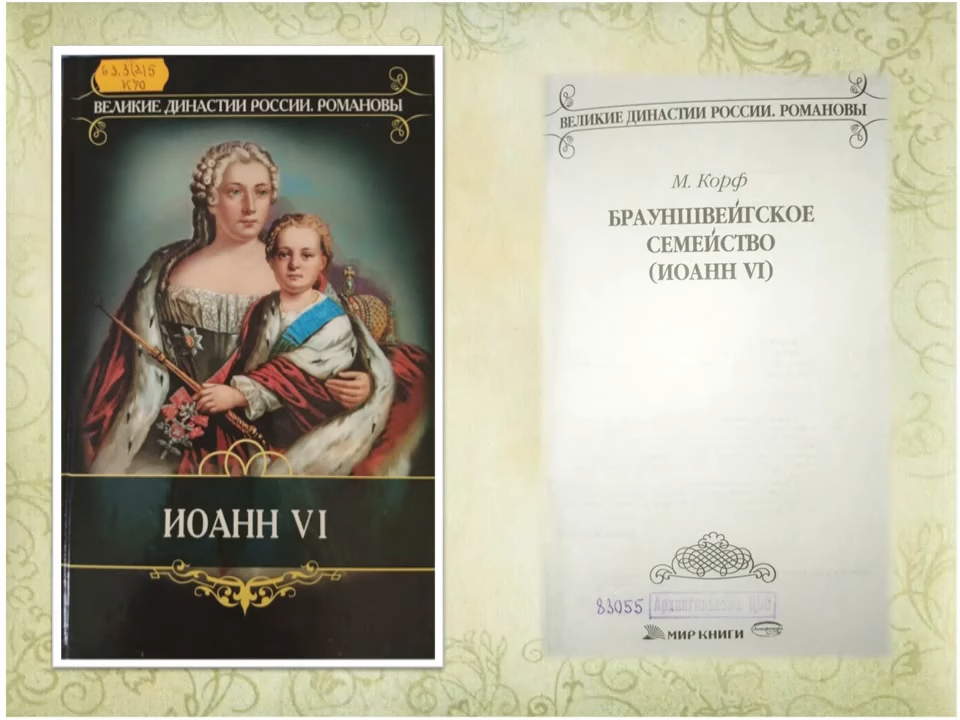 63.3(2)5
К70
ВЕЛИКИЕ ДИНАСТИИ РОССИИ. РОМАНОВЫ
ИОАНН VI
ВЕЛИКИЕ ДИНАСТИИ РОССИИ. РОМАНОВЫ
М. Корф
БРАУНШВЕЙГСКОЕ
СЕМЕЙСТВО
(ИОАНН VI)
83055
МИР КНИГИ